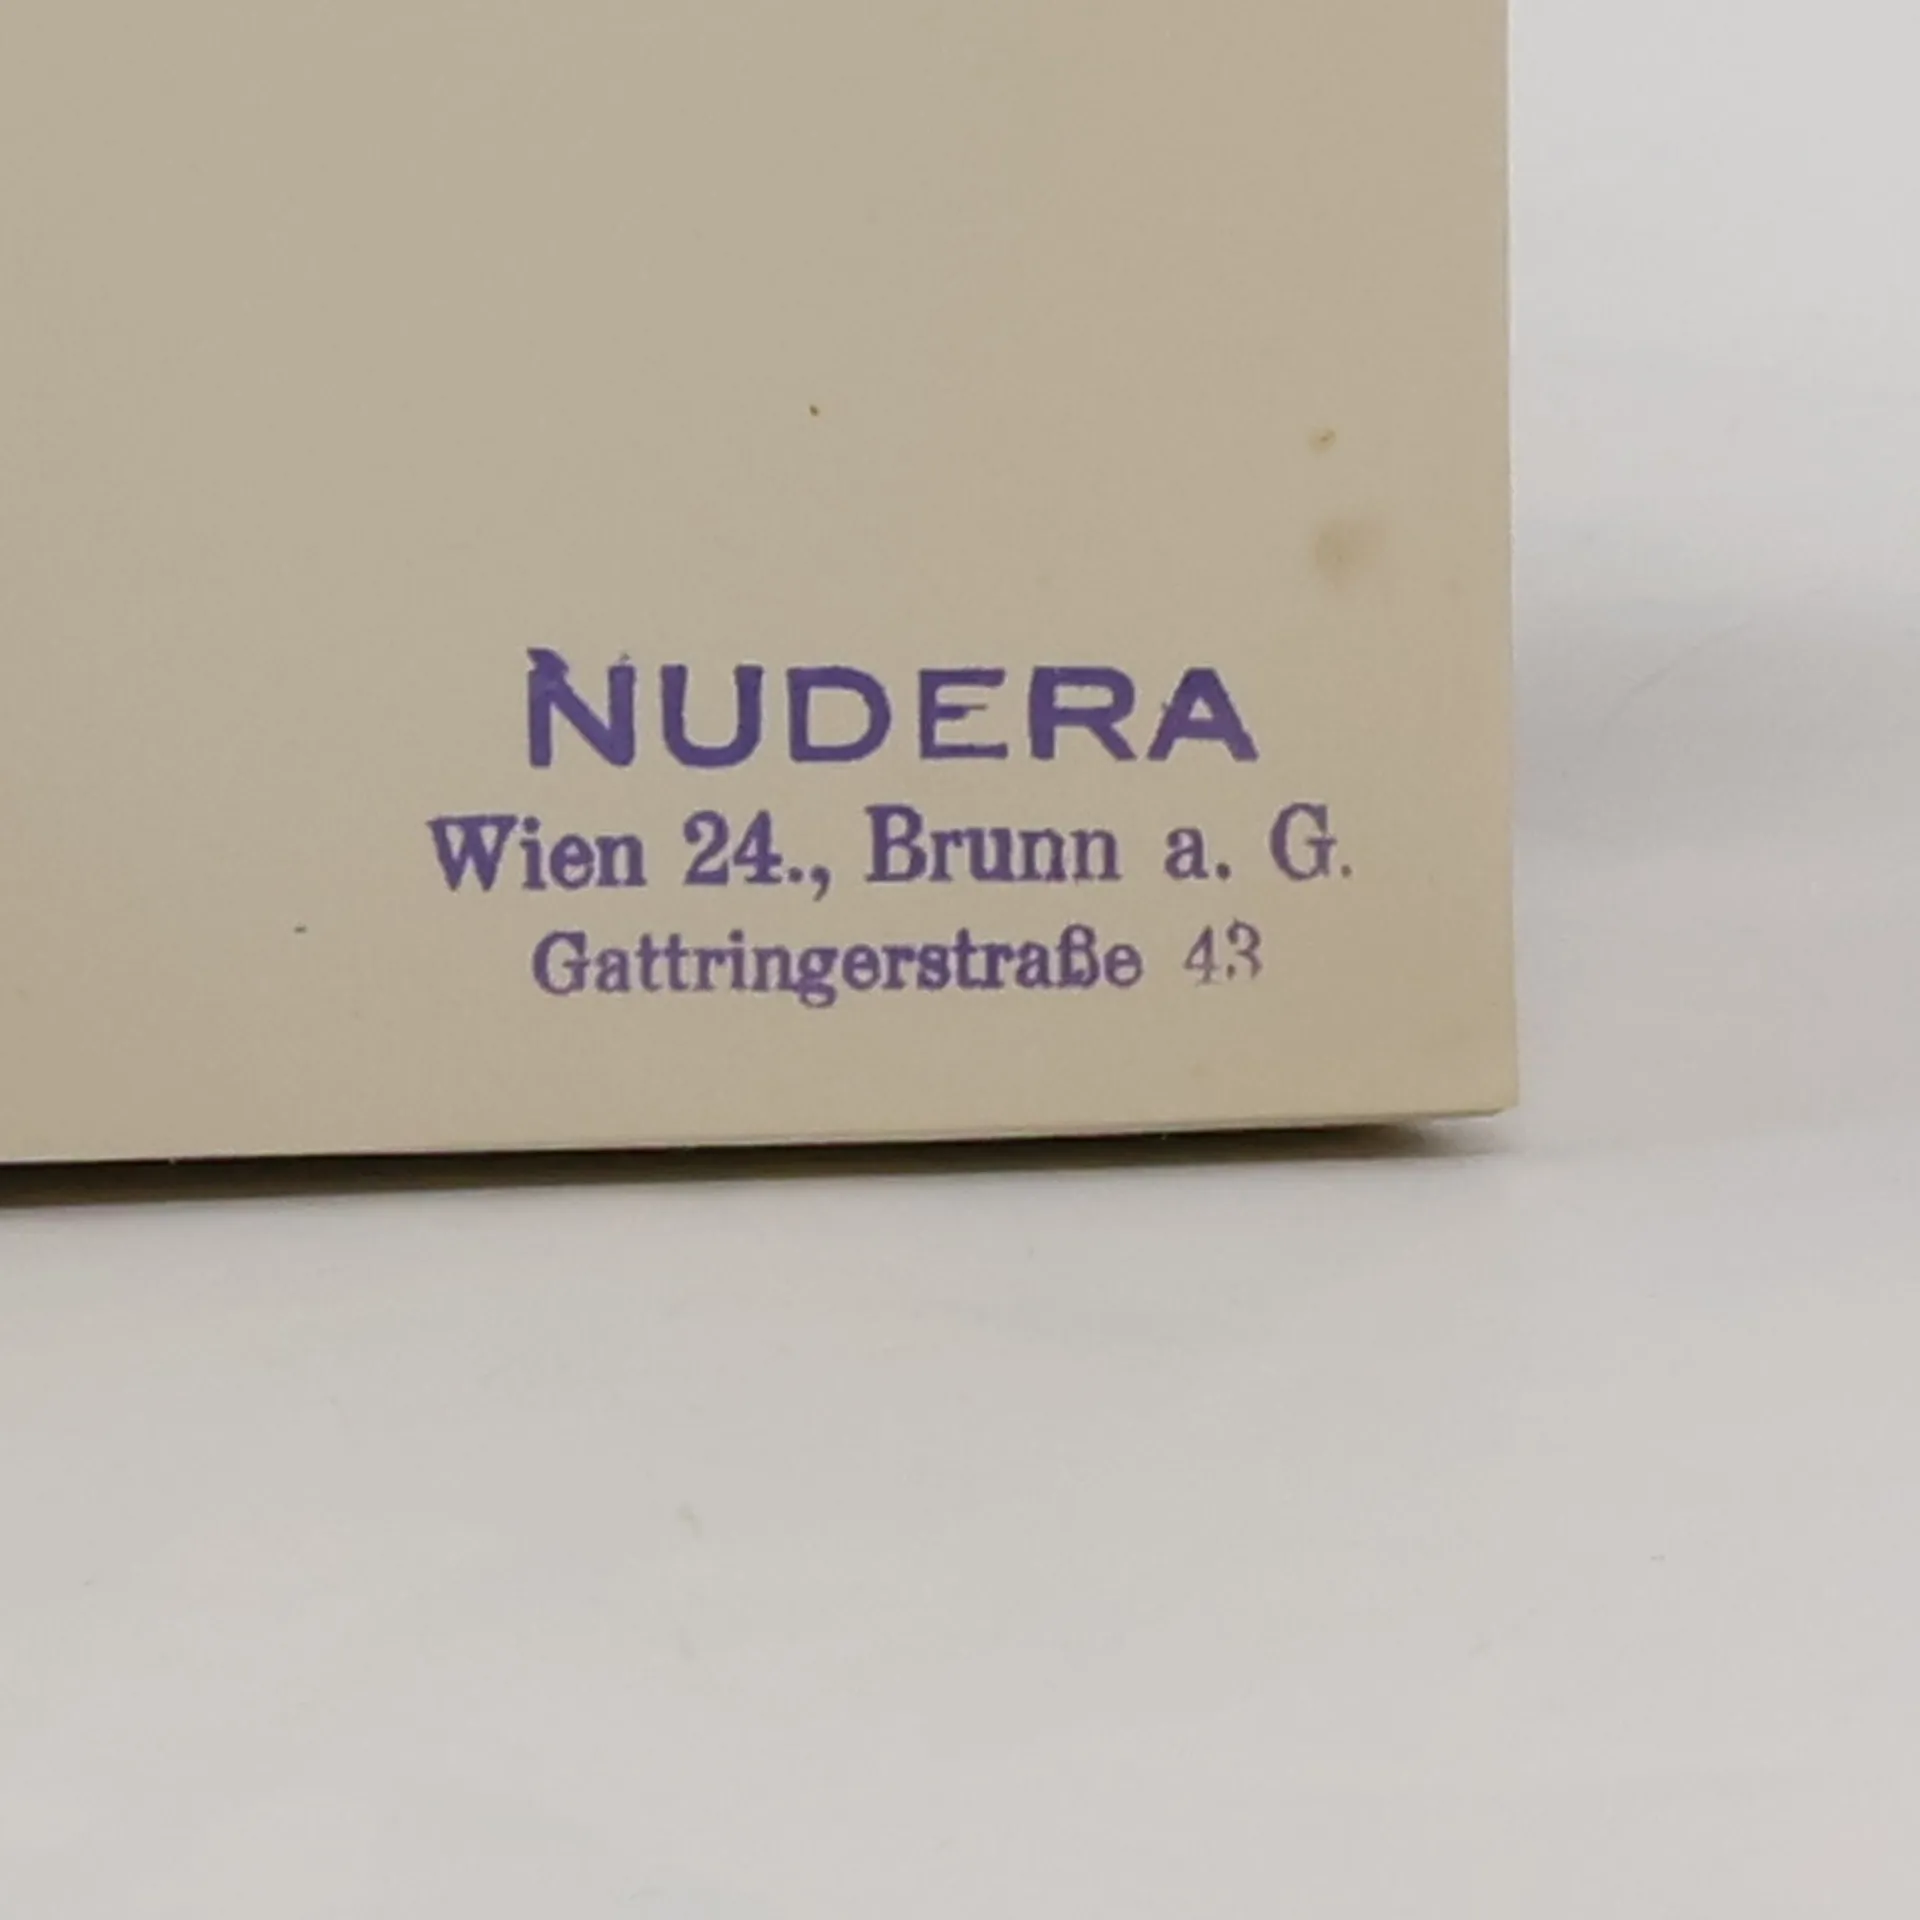 NUDERA
Wien 24., Brunn a. G.
Gattringerstraße 43